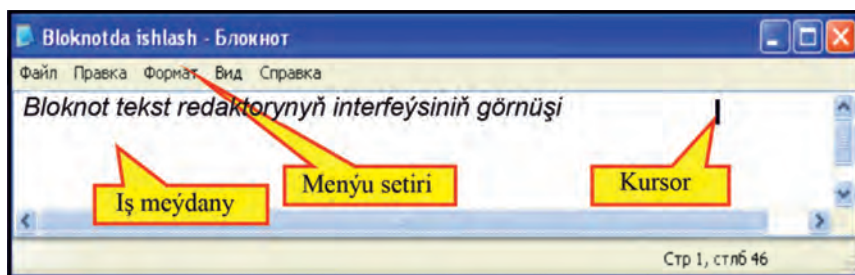 Bloknotda ishlash - Блокнот
Файл Правка Формат Вид Справка
Bloknot tekst redaktorynyň interfeýsiniň görnüşi
Iş meýdany
Menýu setiri
Kursor
Стр 1, стлб 46